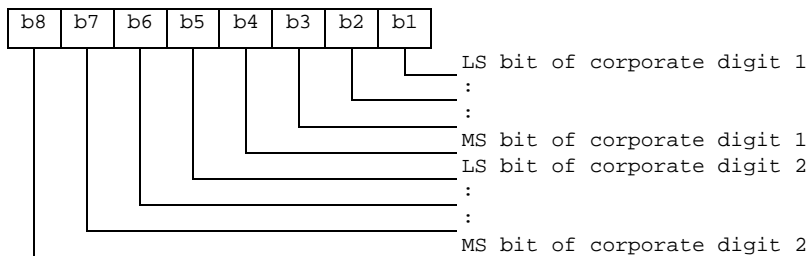 b8 b7 b6 b5 b4 b3 b2 b1
LS bit of corporate digit 1
:
:
MS bit of corporate digit 1
LS bit of corporate digit 2
:
:
MS bit of corporate digit 2